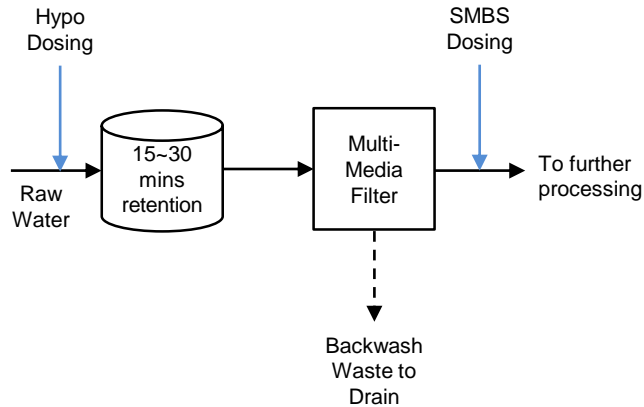 Hypo
Dosing
SMBS
Dosing
15~30
mins
retention
Multi-
Media
Filter
To further
processing
Raw
Water
Backwash
Waste to
Drain